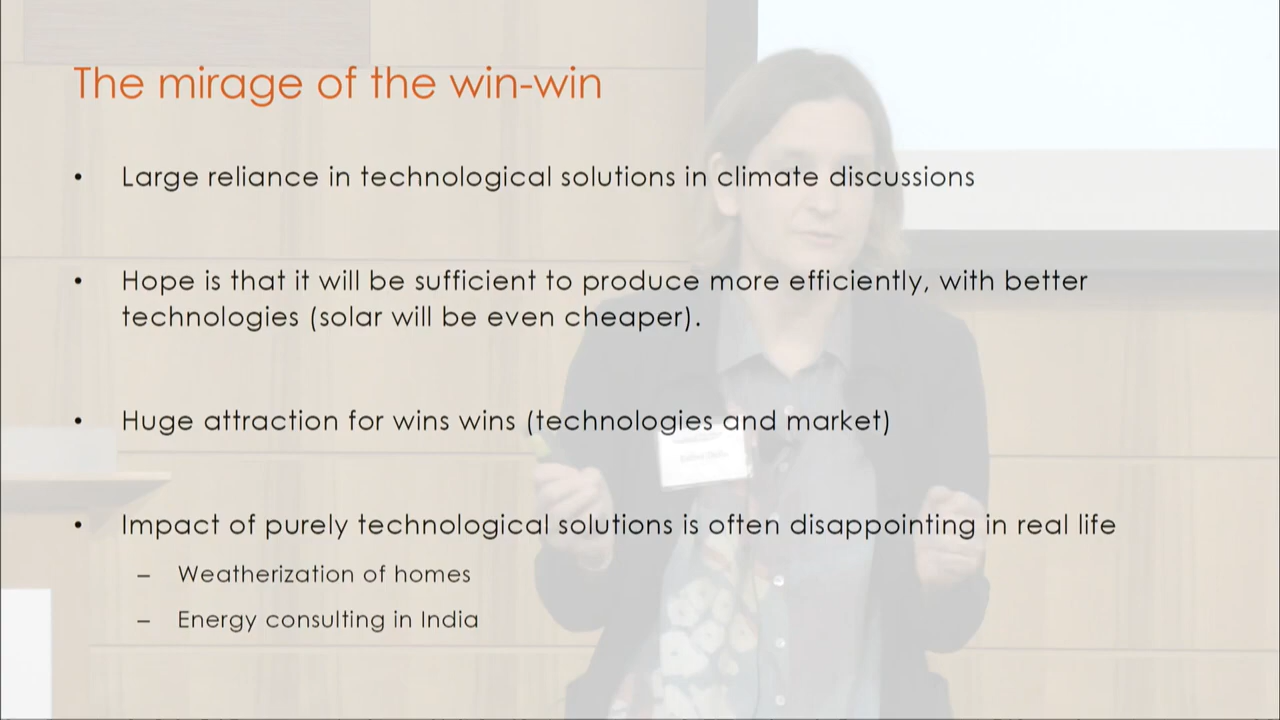 The mirage of the win-win
• Large reliance in technological solutions in climate discussions
• Hope is that it will be sufficient to produce more efficiently, with better
technologies (solar will be even cheaper).
• Huge attraction for wins wins (technologies and market)
• Impact of purely technological solutions is often disappointing in real life
– Weatherization of homes
– Energy consulting in India